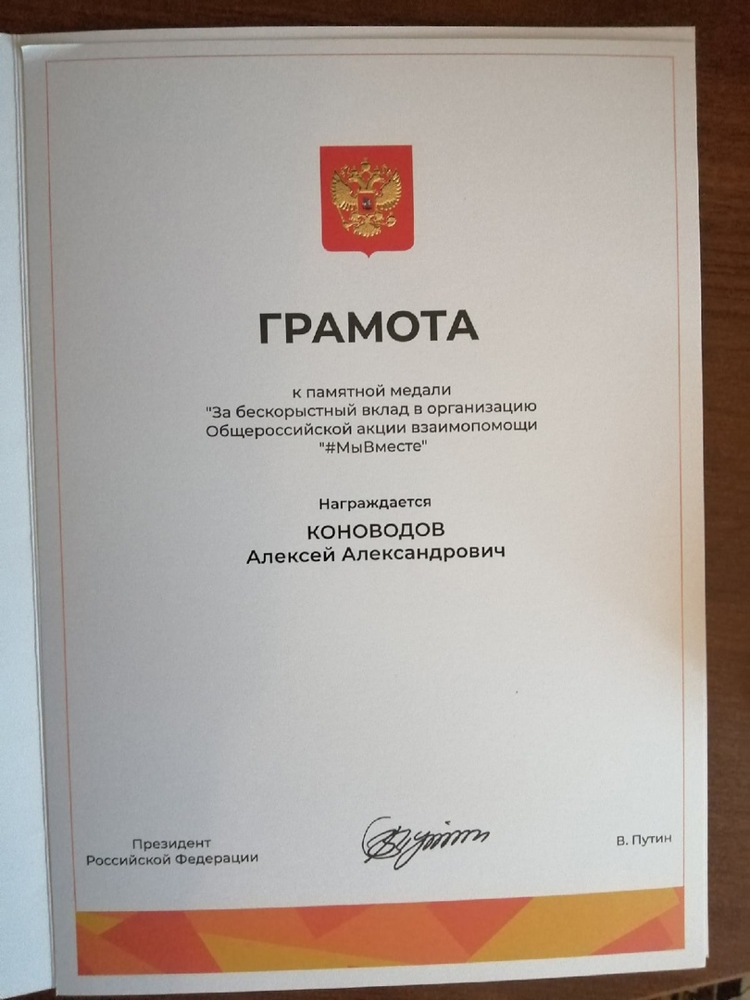 ГРАМОТА
к памятной медали
"За бескорыстный вклад в организацию
Общероссийской акции взаимопомощи
"#МыВместе"
Награждается
КОНОВОДОВ
Алексей Александрович
Президент
Российской Федерации
В. Путин